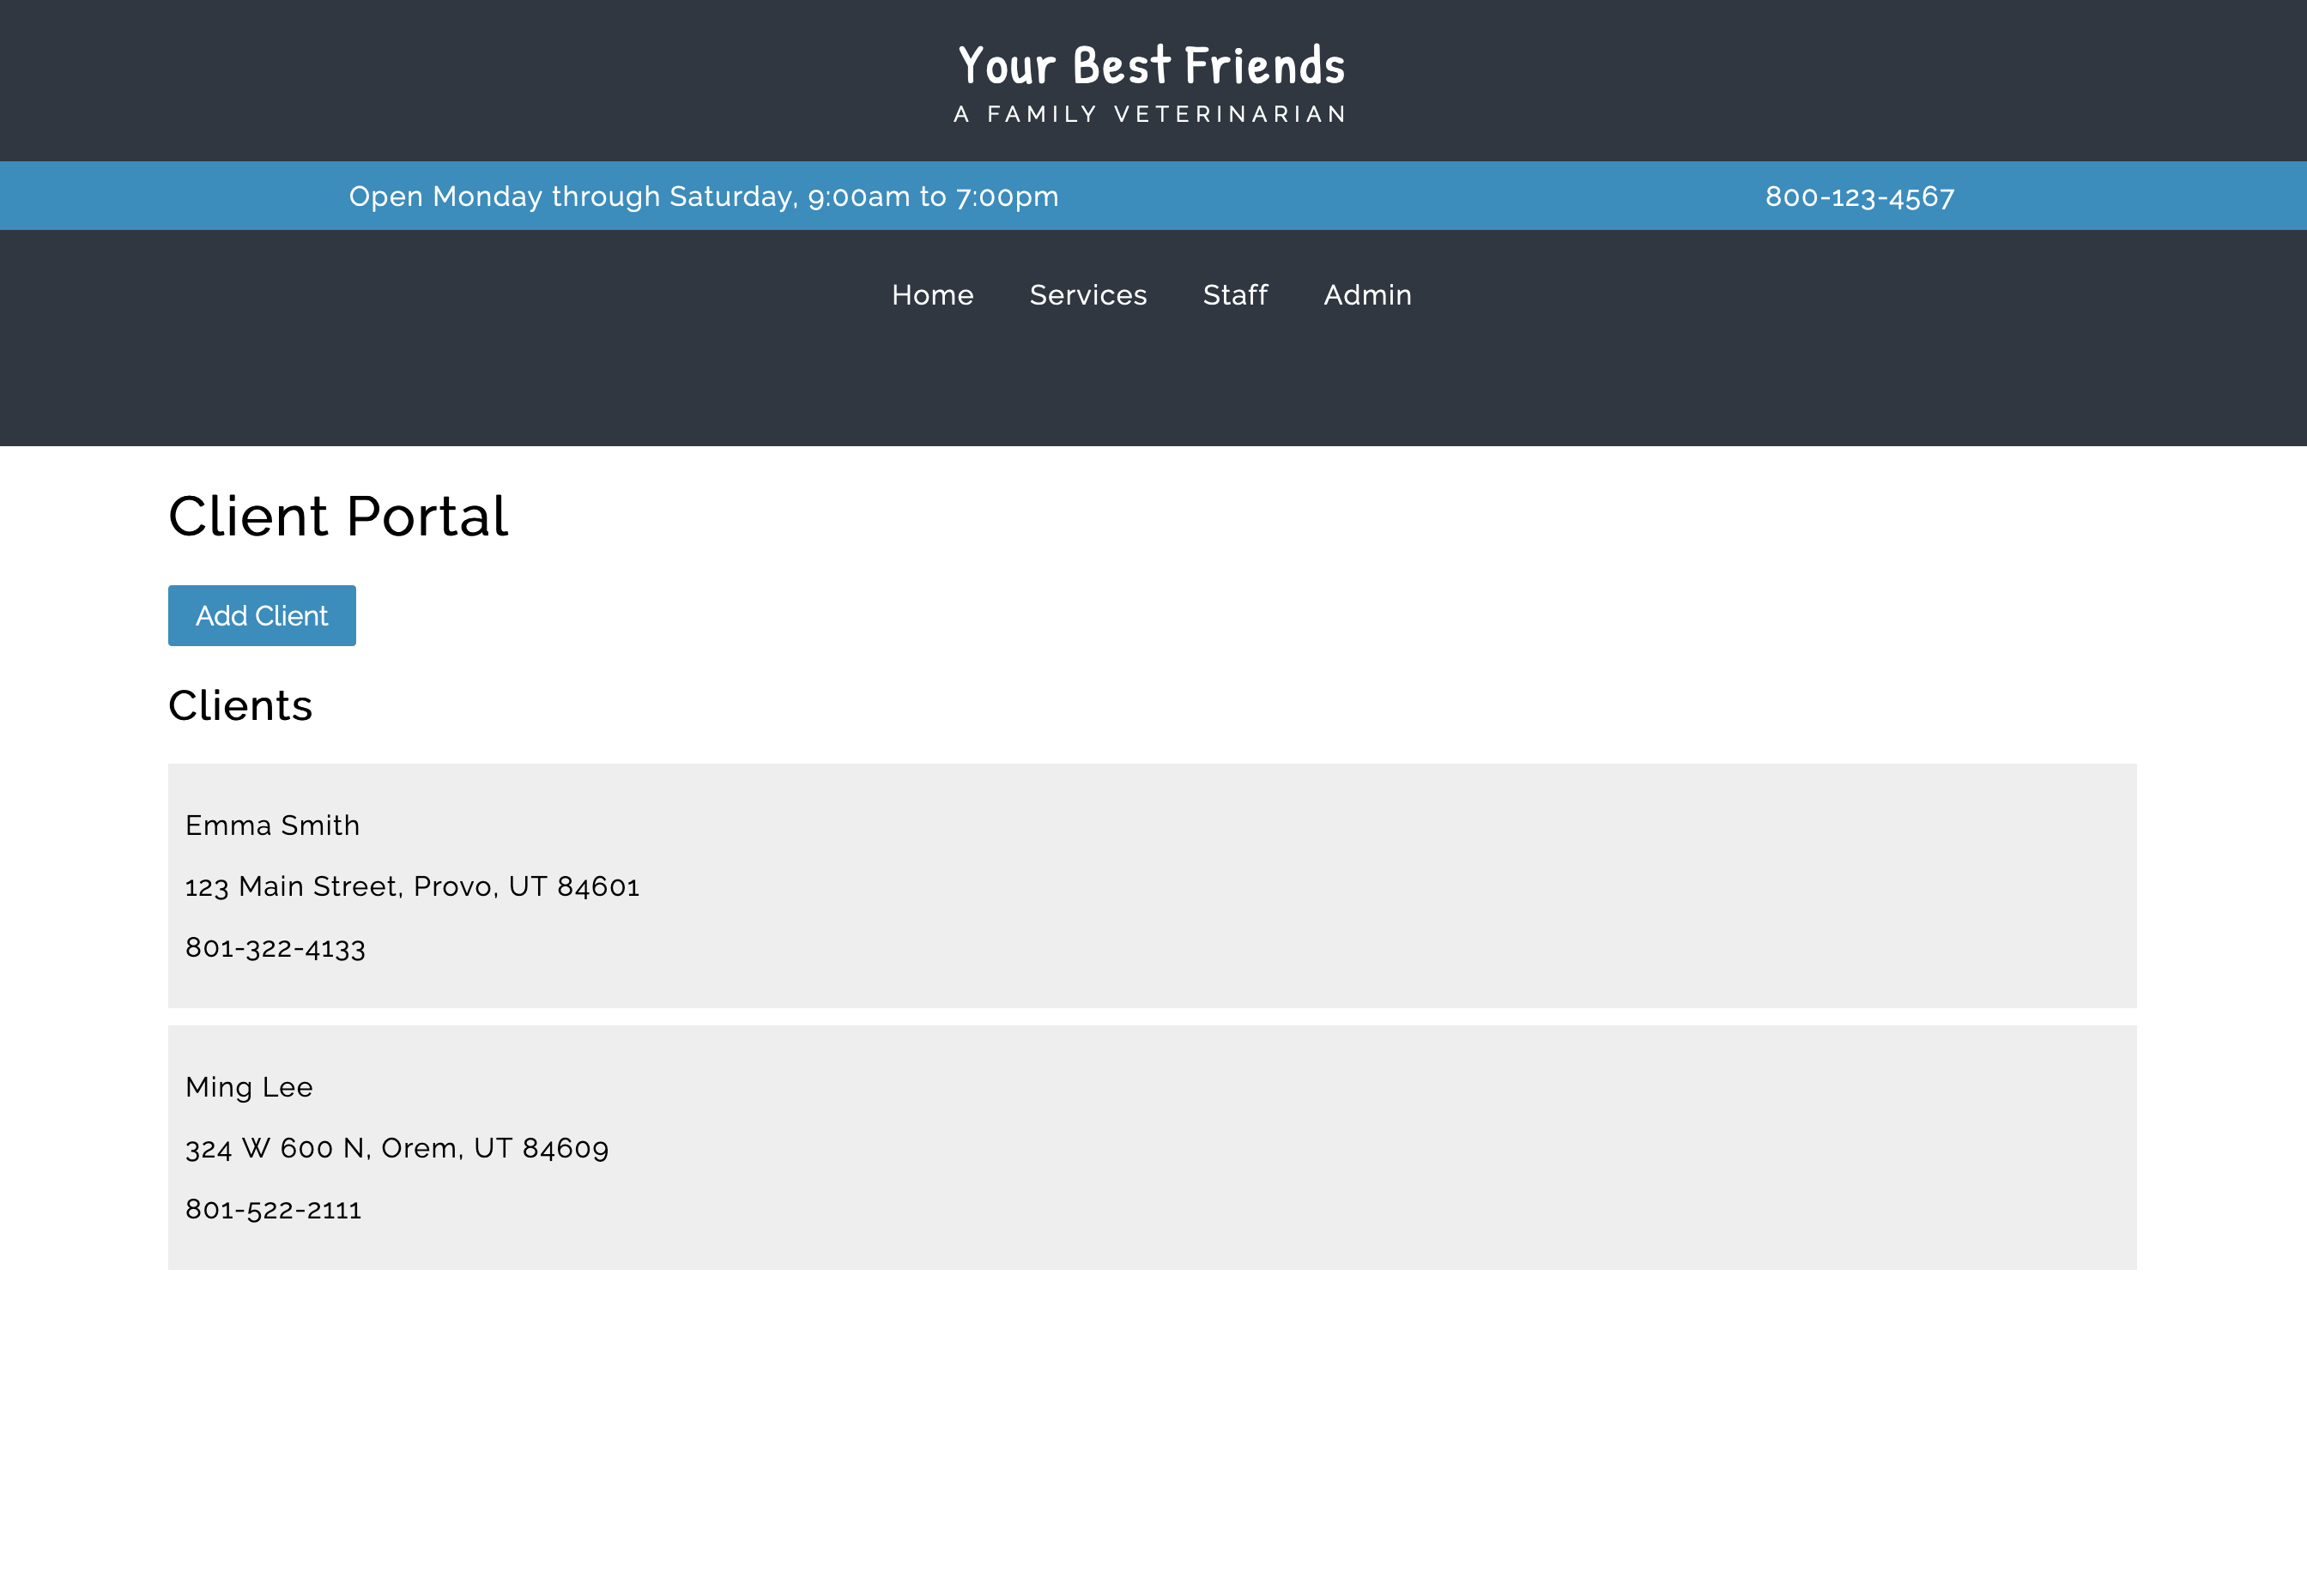 Your Best Friends
A FAMILY VETERINARIAN
Open Monday through Saturday, 9:00am to 7:00pm 800-123-4567
Home Services Staff Admin
Client Portal
Add Client
Clients
Emma Smith
123 Main Street, Provo, UT 84601
801-322-4133
Ming Lee
324 W 600 N, Orem, UT 84609
801-522-2111